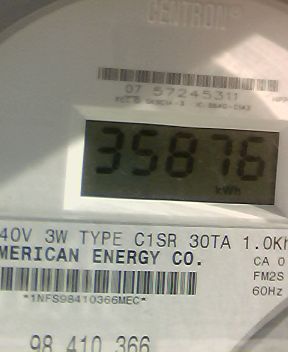 CENTRON®
07 57245311
35876
kWh
40V 3W TYPE C1SR 30TA 1.0Kh
MERICAN ENERGY CO.
CA 0
FM2S
60Hz
*1NFS98410366MEC*
98 410 366